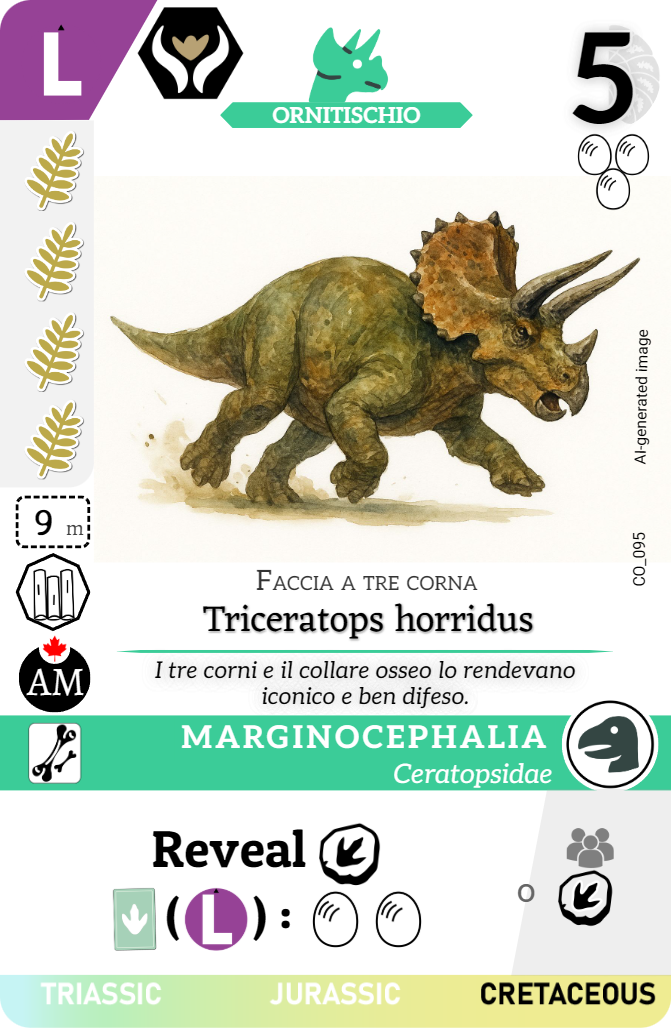 L
ORNITISCHIO
5
AI-generated image
9 m
CO_095
FACCIA A TRE CORNA
Triceratops horridus
AM
I tre corni e il collare osseo lo rendevano
iconico e ben difeso.
MARGINOCEPHALIA
Ceratopsidae
Reveal
(L) :
o
TRIASSIC JURASSIC CRETACEOUS